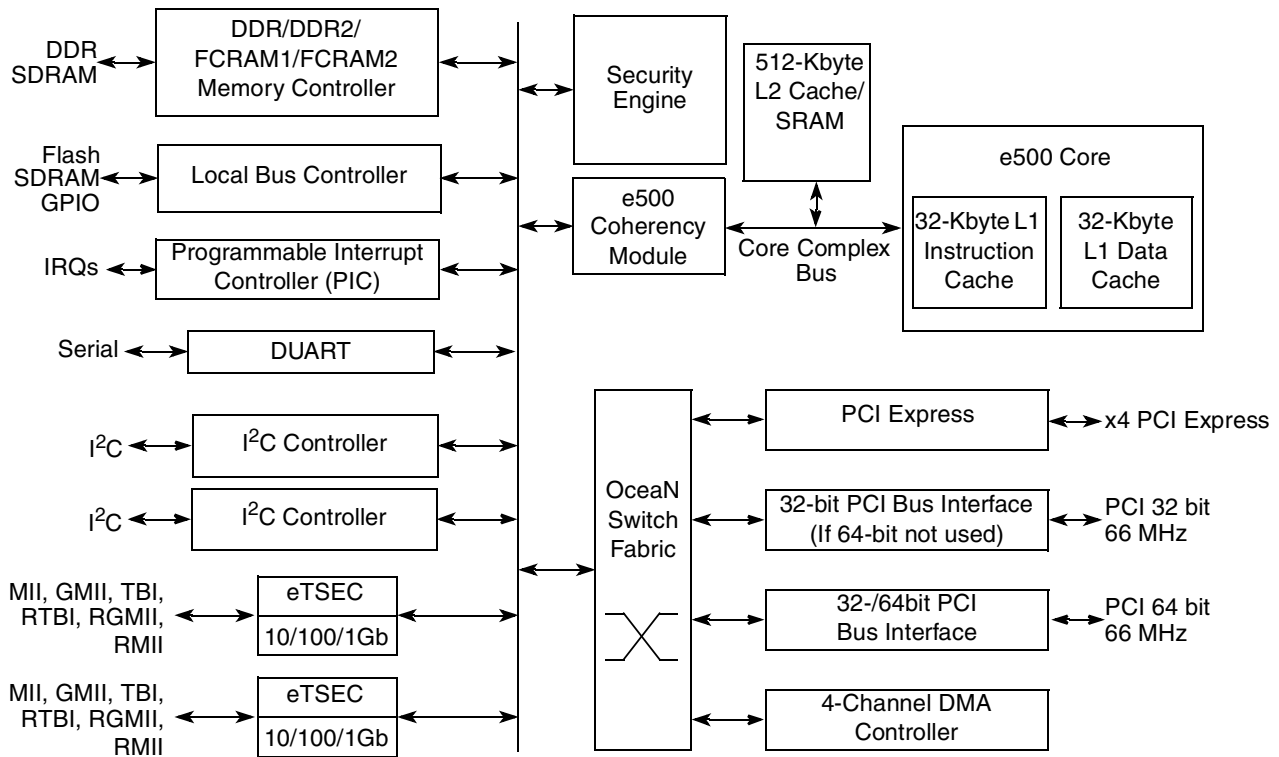 DDR
SDRAM
DDR/DDR2/
FCRAM1/FCRAM2
Memory Controller
Flash
SDRAM
GPIO
Local Bus Controller
IRQs
Programmable Interrupt
Controller (PIC)
Serial
DUART
I²C
I²C Controller
I²C
I²C Controller
MII, GMII, TBI,
RTBI, RGMII,
RMII
eTSEC
10/100/1Gb
MII, GMII, TBI,
RTBI, RGMII,
RMII
eTSEC
10/100/1Gb
Security
Engine
512-Kbyte
L2 Cache/
SRAM
e500
Coherency
Module
Core Complex
Bus
e500 Core
32-Kbyte L1
Instruction
Cache
32-Kbyte
L1 Data
Cache
OceaN
Switch
Fabric
PCI Express
x4 PCI Express
32-bit PCI Bus Interface
(If 64-bit not used)
PCI 32 bit
66 MHz
32-/64bit PCI
Bus Interface
PCI 64 bit
66 MHz
4-Channel DMA
Controller